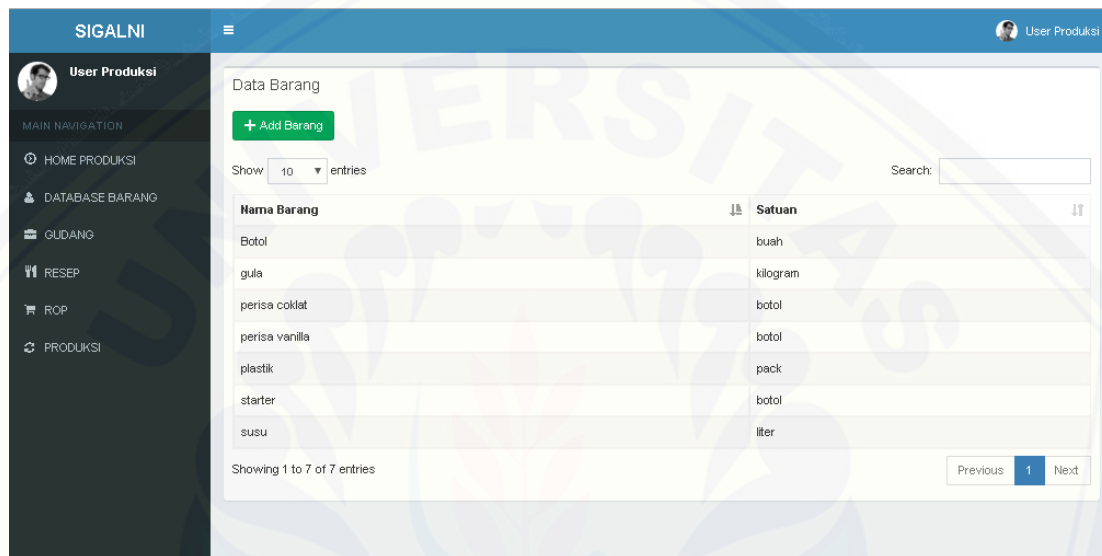 SIGALNI
User Produksi
User Produksi
MAIN NAVIGATION
HOME PRODUKSI
DATABASE BARANG
GUDANG
RESEP
ROP
PRODUKSI
Data Barang
+ Add Barang
Show 10 entries
Search:
Nama Barang Satuan
Botol buah
gula kilogram
perisa coklat botol
perisa vanilla botol
plastik pack
starter botol
susu liter
Showing 1 to 7 of 7 entries
Previous 1 Next
UNIVERSITAS